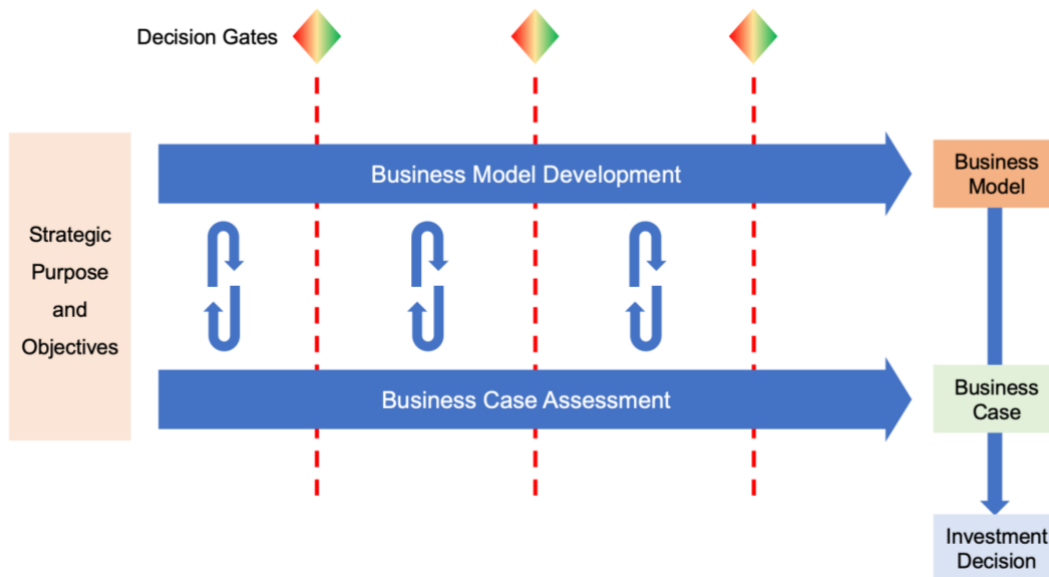 Decision Gates
Business Model Development
Business
Model
Strategic
Purpose
and
Objectives
Business Case Assessment
Business
Case
Investment
Decision